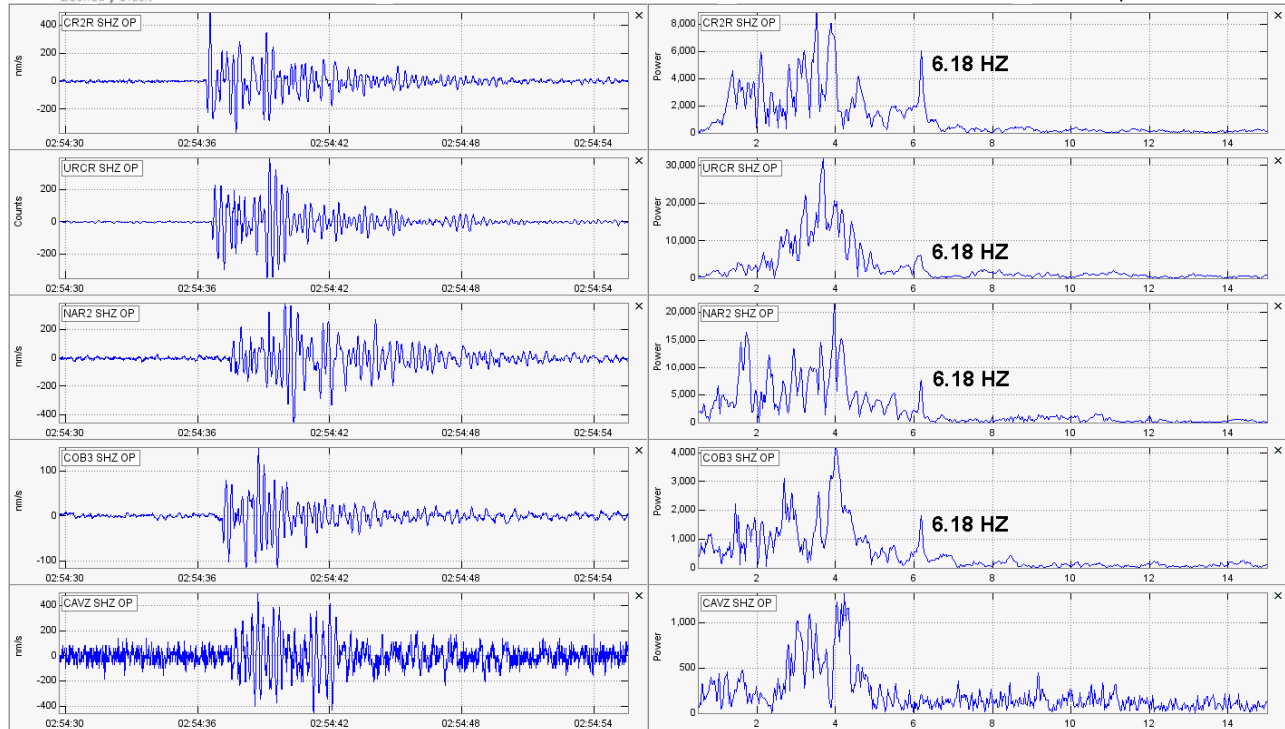 CR2R SHZ OP
nm/s
400
200
0
-200
02:54:30 02:54:36 02:54:42 02:54:48 02:54:54
CR2R SHZ OP
Power
8,000
6,000
4,000
2,000
0
6.18 HZ
2 4 6 8 10 12 14
URCR SHZ OP
Counts
200
0
-200
02:54:30 02:54:36 02:54:42 02:54:48 02:54:54
URCR SHZ OP
Power
30,000
20,000
10,000
0
6.18 HZ
2 4 6 8 10 12 14
NAR2 SHZ OP
nm/s
200
0
-200
-400
02:54:30 02:54:36 02:54:42 02:54:48 02:54:54
NAR2 SHZ OP
Power
20,000
15,000
10,000
5,000
0
6.18 HZ
2 4 6 8 10 12 14
COB3 SHZ OP
nm/s
100
0
-100
02:54:30 02:54:36 02:54:42 02:54:48 02:54:54
COB3 SHZ OP
Power
4,000
3,000
2,000
1,000
0
6.18 HZ
2 4 6 8 10 12 14
CAVZ SHZ OP
nm/s
400
200
0
-200
-400
02:54:30 02:54:36 02:54:42 02:54:48 02:54:54
CAVZ SHZ OP
Power
1,000
500
0
2 4 6 8 10 12 14